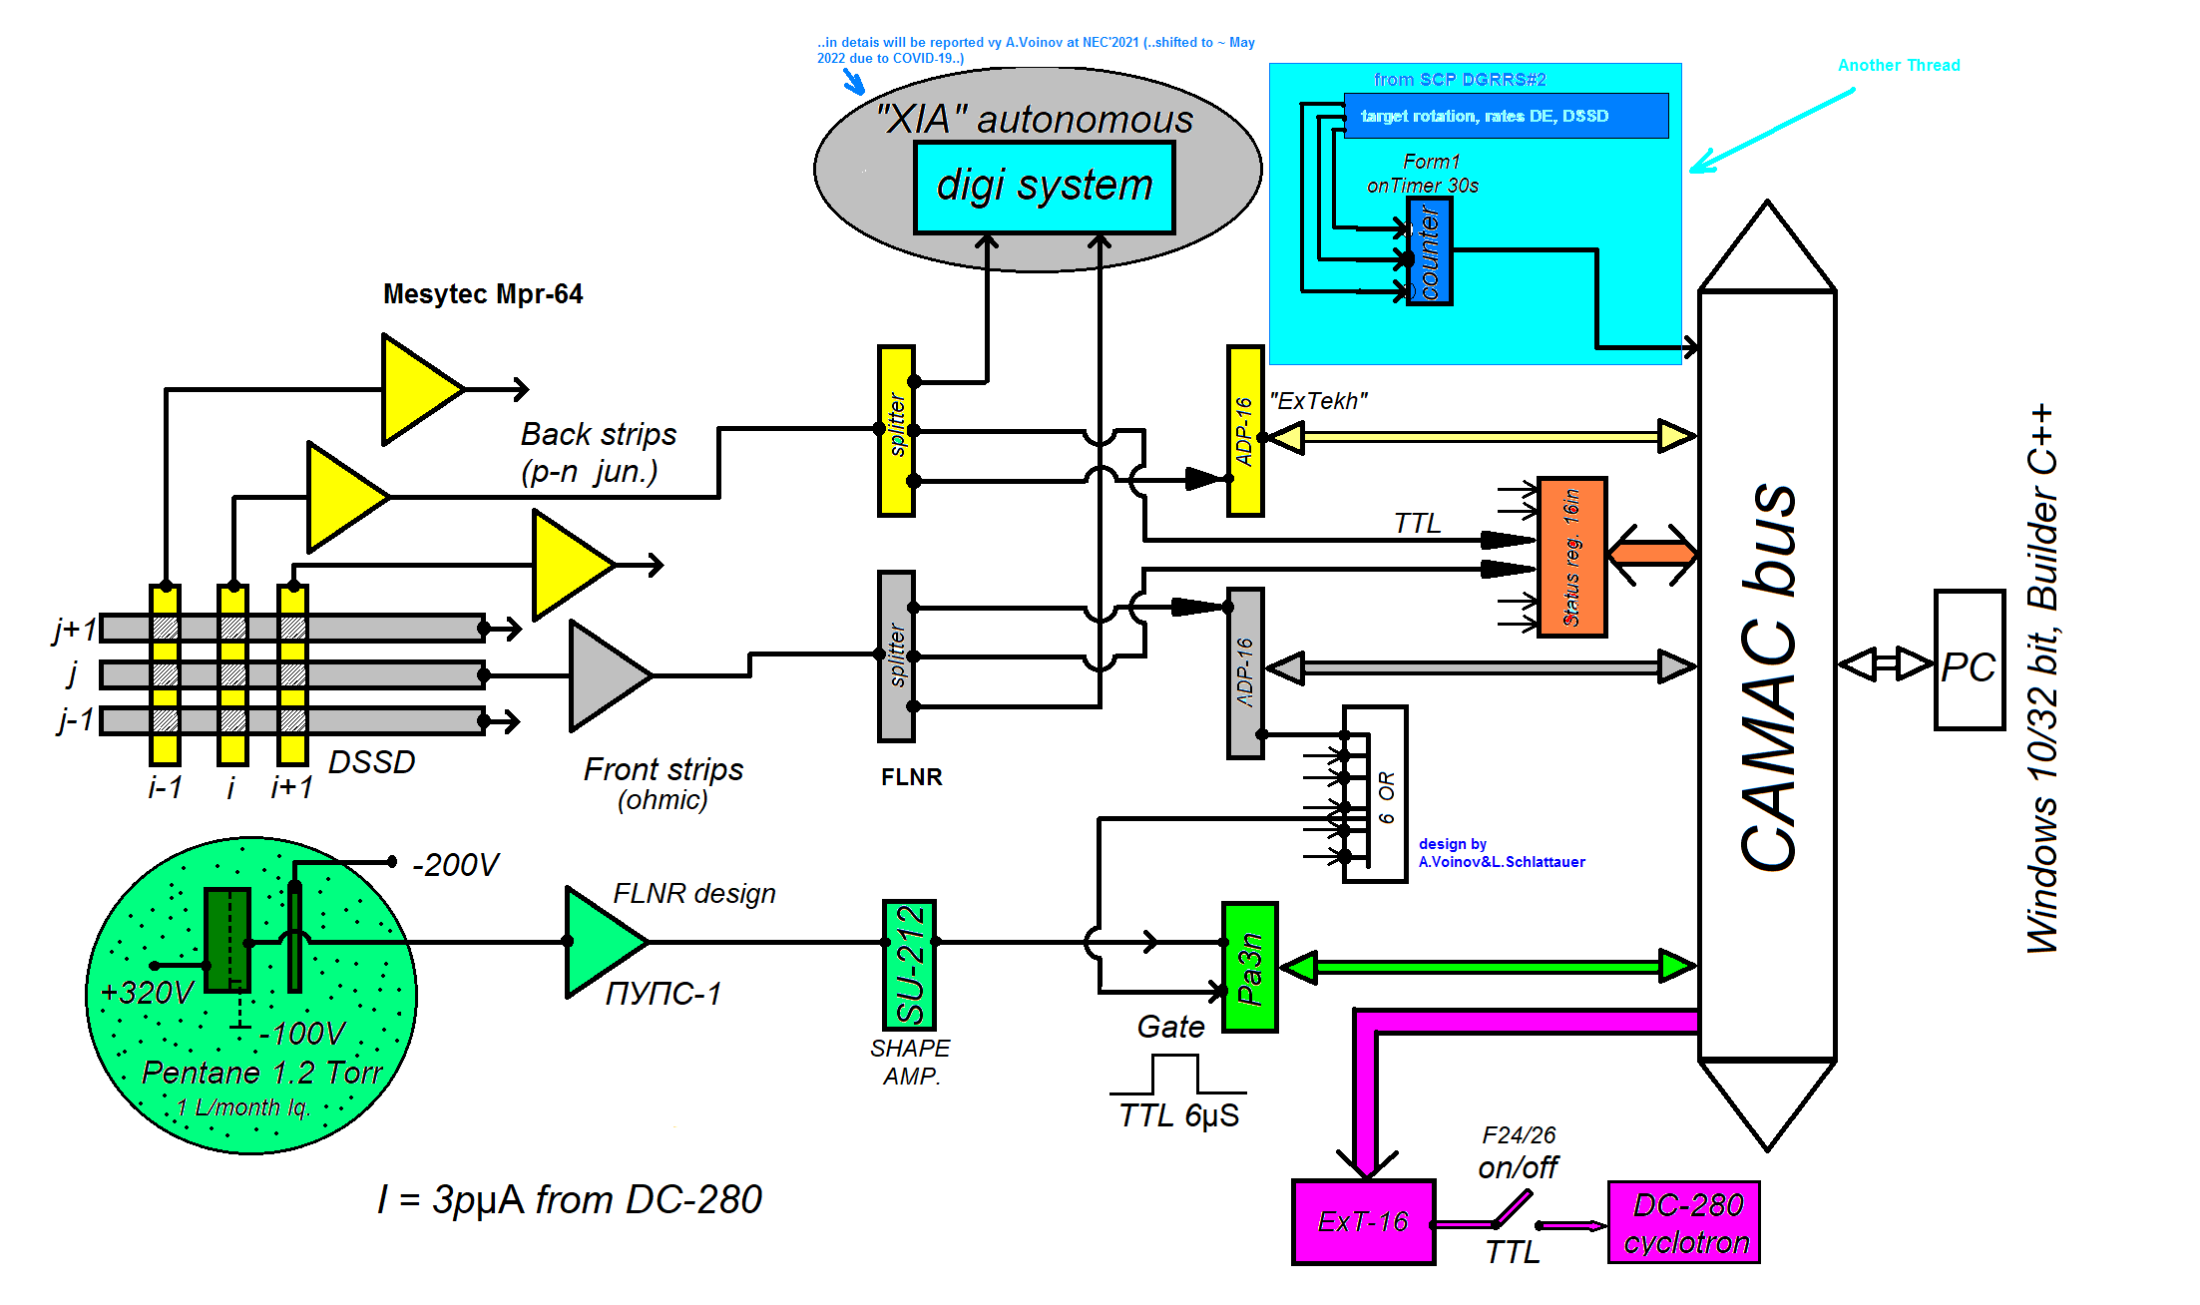 ..in detais will be reported vy A.Voinov at NEC'2021 (..shifted to ~ May
2022 due to COVID-19..)
Another Thread
from SCP DGRRS#2
target rotation, rates DE, DSSD
"XIA" autonomous
digi system
Form1
onTimer 30s
counter
Mesytec Mpr-64
Back strips
(p-n jun.)
splitter
ADP-16
"ExTekh"
TTL
Status reg. 16in
CAMAC bus
PC
Windows 10/32 bit, Builder C++
j+1
j
j-1
i-1
i
i+1
DSSD
Front strips
(ohmic)
splitter
FLNR
ADP-16
6 OR
design by
A.Voinov&L.Schlattauer
-200V
+320V
-100V
Pentane 1.2 Torr
1 L/month lq.
FLNR design
ПУПС-1
SU-212
SHAPE
AMP.
Pa3n
Gate
TTL 6µS
I = 3pµA from DC-280
F24/26
on/off
ExT-16
TTL
DC-280
cyclotron